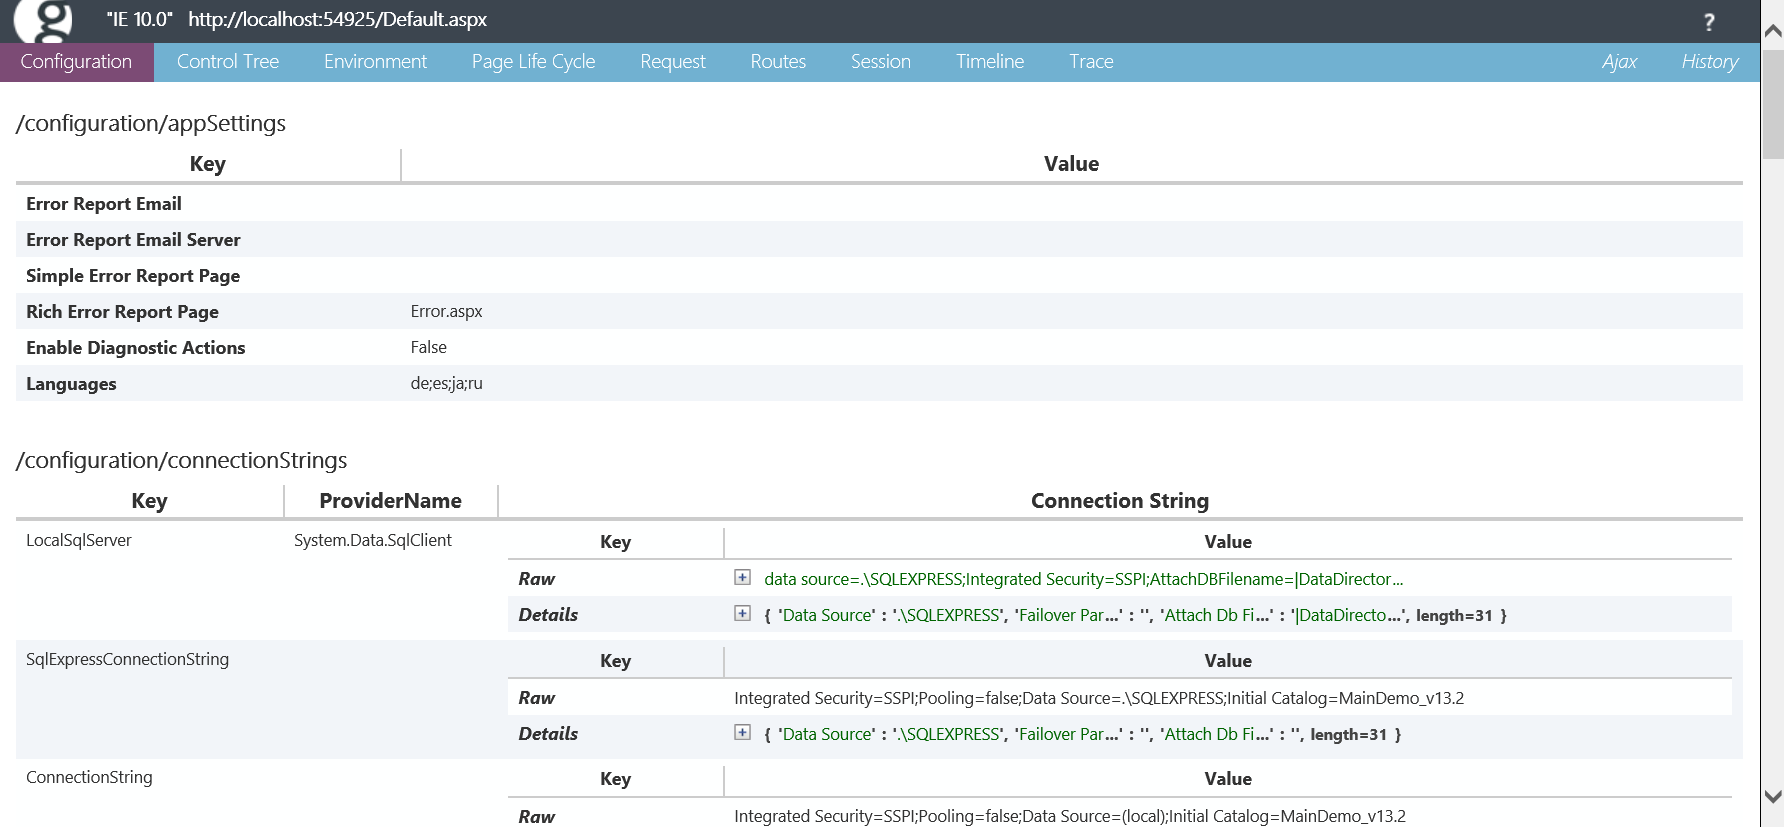 "IE 10.0" http://localhost:54925/Default.aspx ?
Configuration Control Tree Environment Page Life Cycle Request Routes Session Timeline Trace Ajax History
/configuration/appSettings
Key Value
Error Report Email
Error Report Email Server
Simple Error Report Page
Rich Error Report Page Error.aspx
Enable Diagnostic Actions False
Languages de;es;ja;ru
/configuration/connectionStrings
Key ProviderName Connection String
LocalSqlServer System.Data.SqlClient Key Value
Raw data source=.\SQLEXPRESS;Integrated Security=SSPI;AttachDBFilename=|DataDirector...
Details { 'Data Source' : '.\SQLEXPRESS', 'Failover Par...' : '', 'Attach Db Fi...' : '|DataDirecto...', length=31 }
SqlExpressConnectionString Key Value
Raw Integrated Security=SSPI;Pooling=false;Data Source=.\SQLEXPRESS;Initial Catalog=MainDemo_v13.2
Details { 'Data Source' : '.\SQLEXPRESS', 'Failover Par...' : '', 'Attach Db Fi...' : '', length=31 }
ConnectionString Key Value
Raw Integrated Security=SSPI;Pooling=false;Data Source=(local);Initial Catalog=MainDemo_v13.2